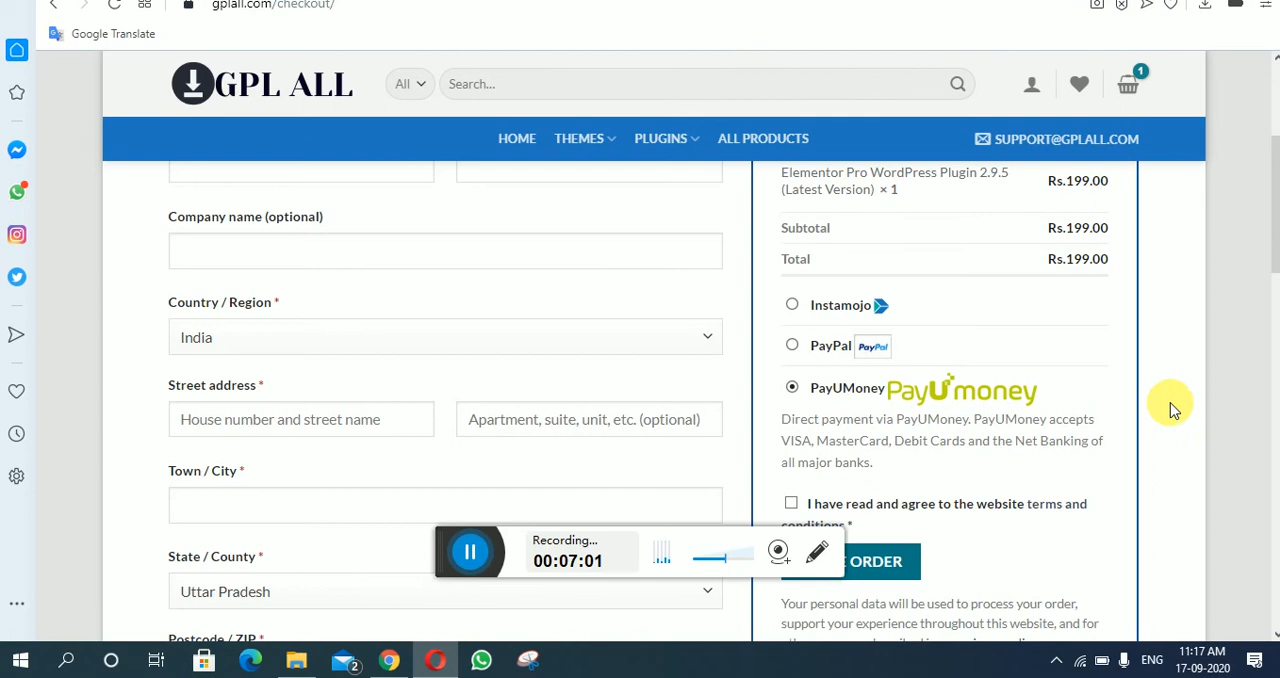 gplall.com/checkout/
Google Translate
GPL ALL
All
Search...
1
HOME
THEMES
PLUGINS
ALL PRODUCTS
SUPPORT@GPLALL.COM
Company name (optional)
Country / Region *
India
Street address *
House number and street name
Apartment, suite, unit, etc. (optional)
Town / City *
State / County *
Uttar Pradesh
Postcode / ZIP *
Elementor Pro WordPress Plugin 2.9.5
(Latest Version) × 1
Rs.199.00
Subtotal
Rs.199.00
Total
Rs.199.00
Instamojo
PayPal
PayPal
PayUMoney
PayUmoney
Direct payment via PayUMoney. PayUMoney accepts
VISA, MasterCard, Debit Cards and the Net Banking of
all major banks.
I have read and agree to the website terms and
conditions *
ORDER
Your personal data will be used to process your order,
support your experience throughout this website, and for
Recording...
00:07:01
2
ENG
11:17 AM
17-09-2020